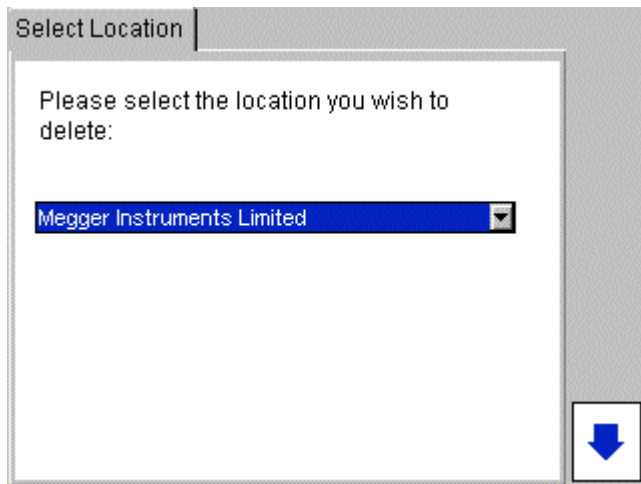 Select Location
Please select the location you wish to
delete:
Megger Instruments Limited